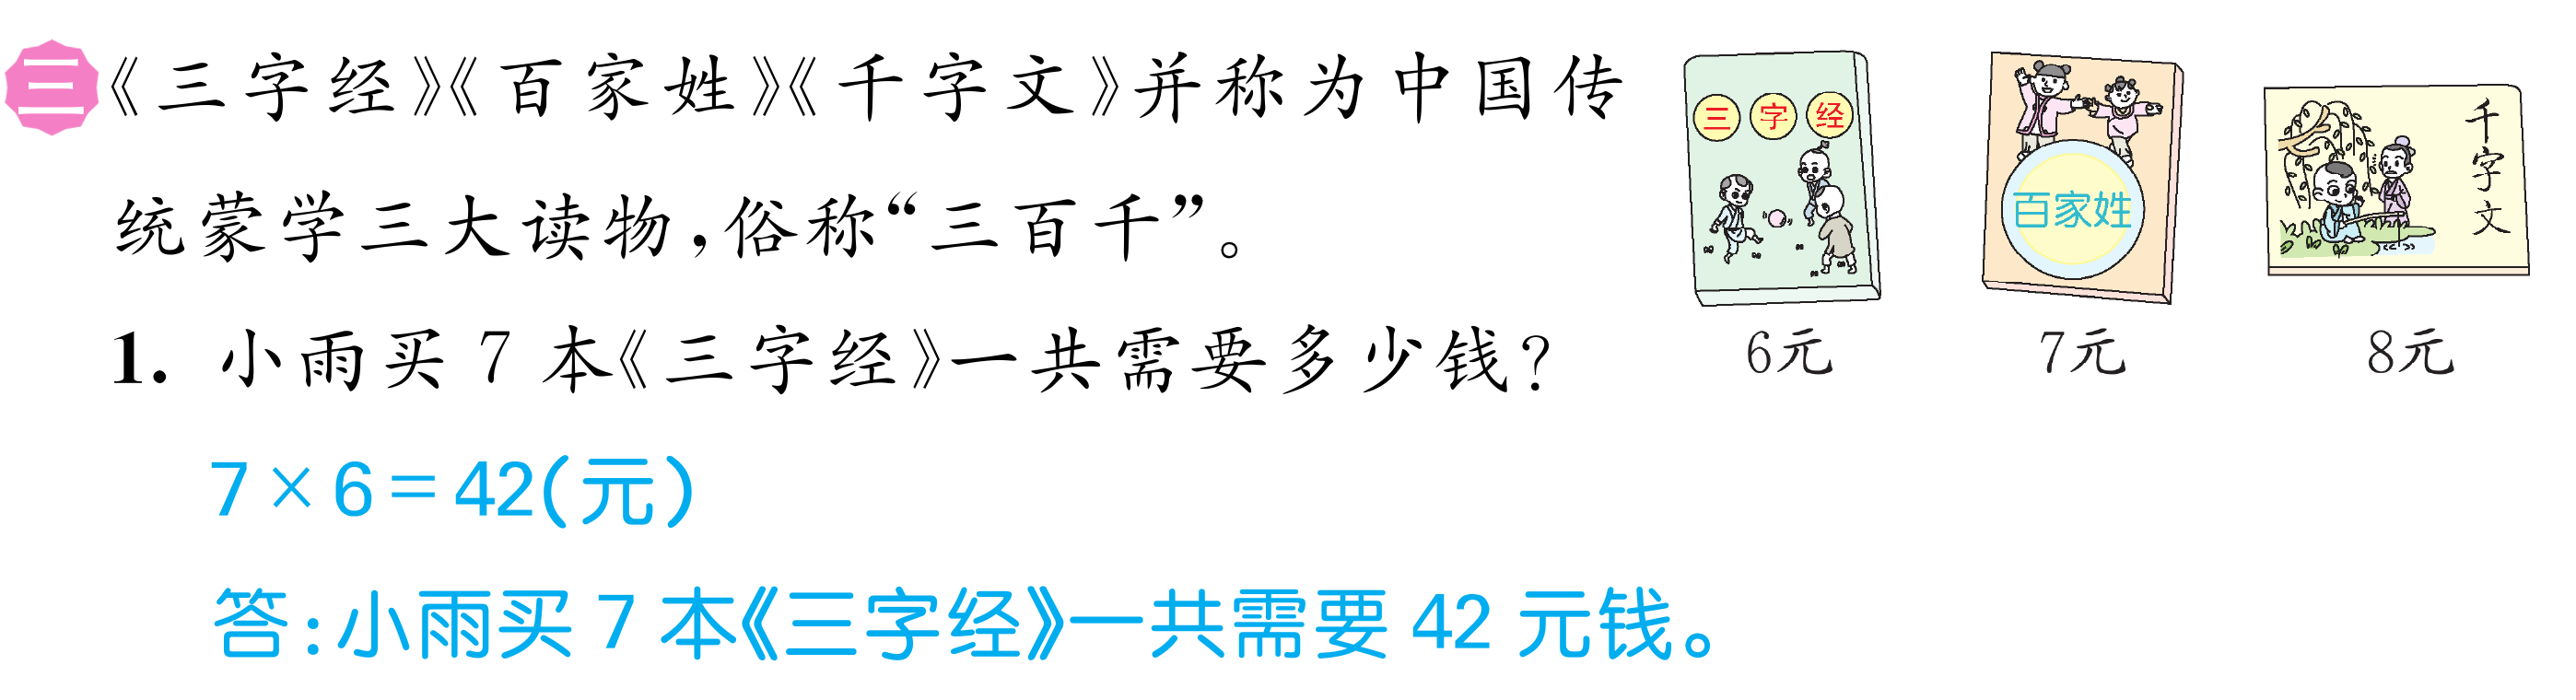 三《三字经》《百家姓》《千字文》并称为中国传
统蒙学三大读物,俗称“三百千”。
1. 小雨买 7 本《三字经》一共需要多少钱?
7×6=42(元)
答:小雨买 7 本《三字经》一共需要 42 元钱。
三字经
6元
百家姓
7元
千字文
8元